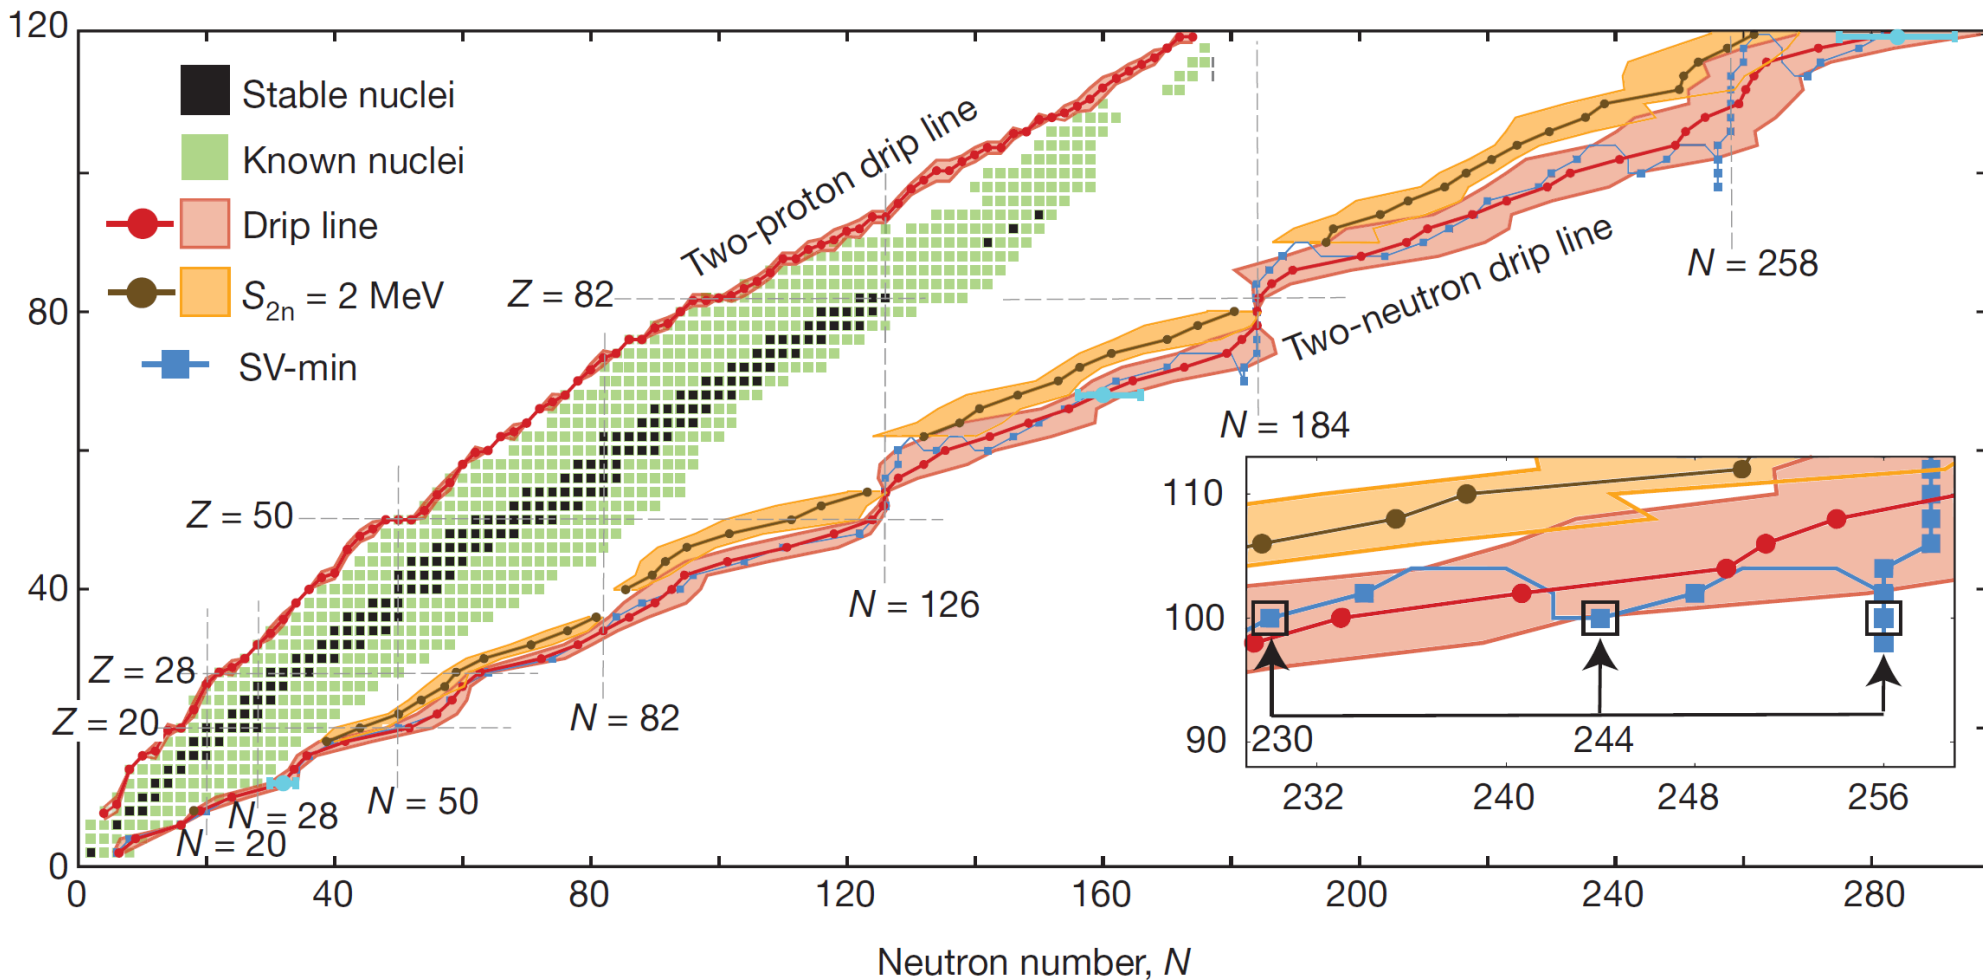 120
80
40
0
Stable nuclei
Known nuclei
Drip line
S2n = 2 MeV
SV-min
Two-proton drip line
Two-neutron drip line
Z = 82
Z = 50
Z = 28
Z = 20
N = 20
N = 28
N = 50
N = 82
N = 126
N = 184
N = 258
110
100
90
230
244
232
240
248
256
0
40
80
120
160
200
240
280
Neutron number, N